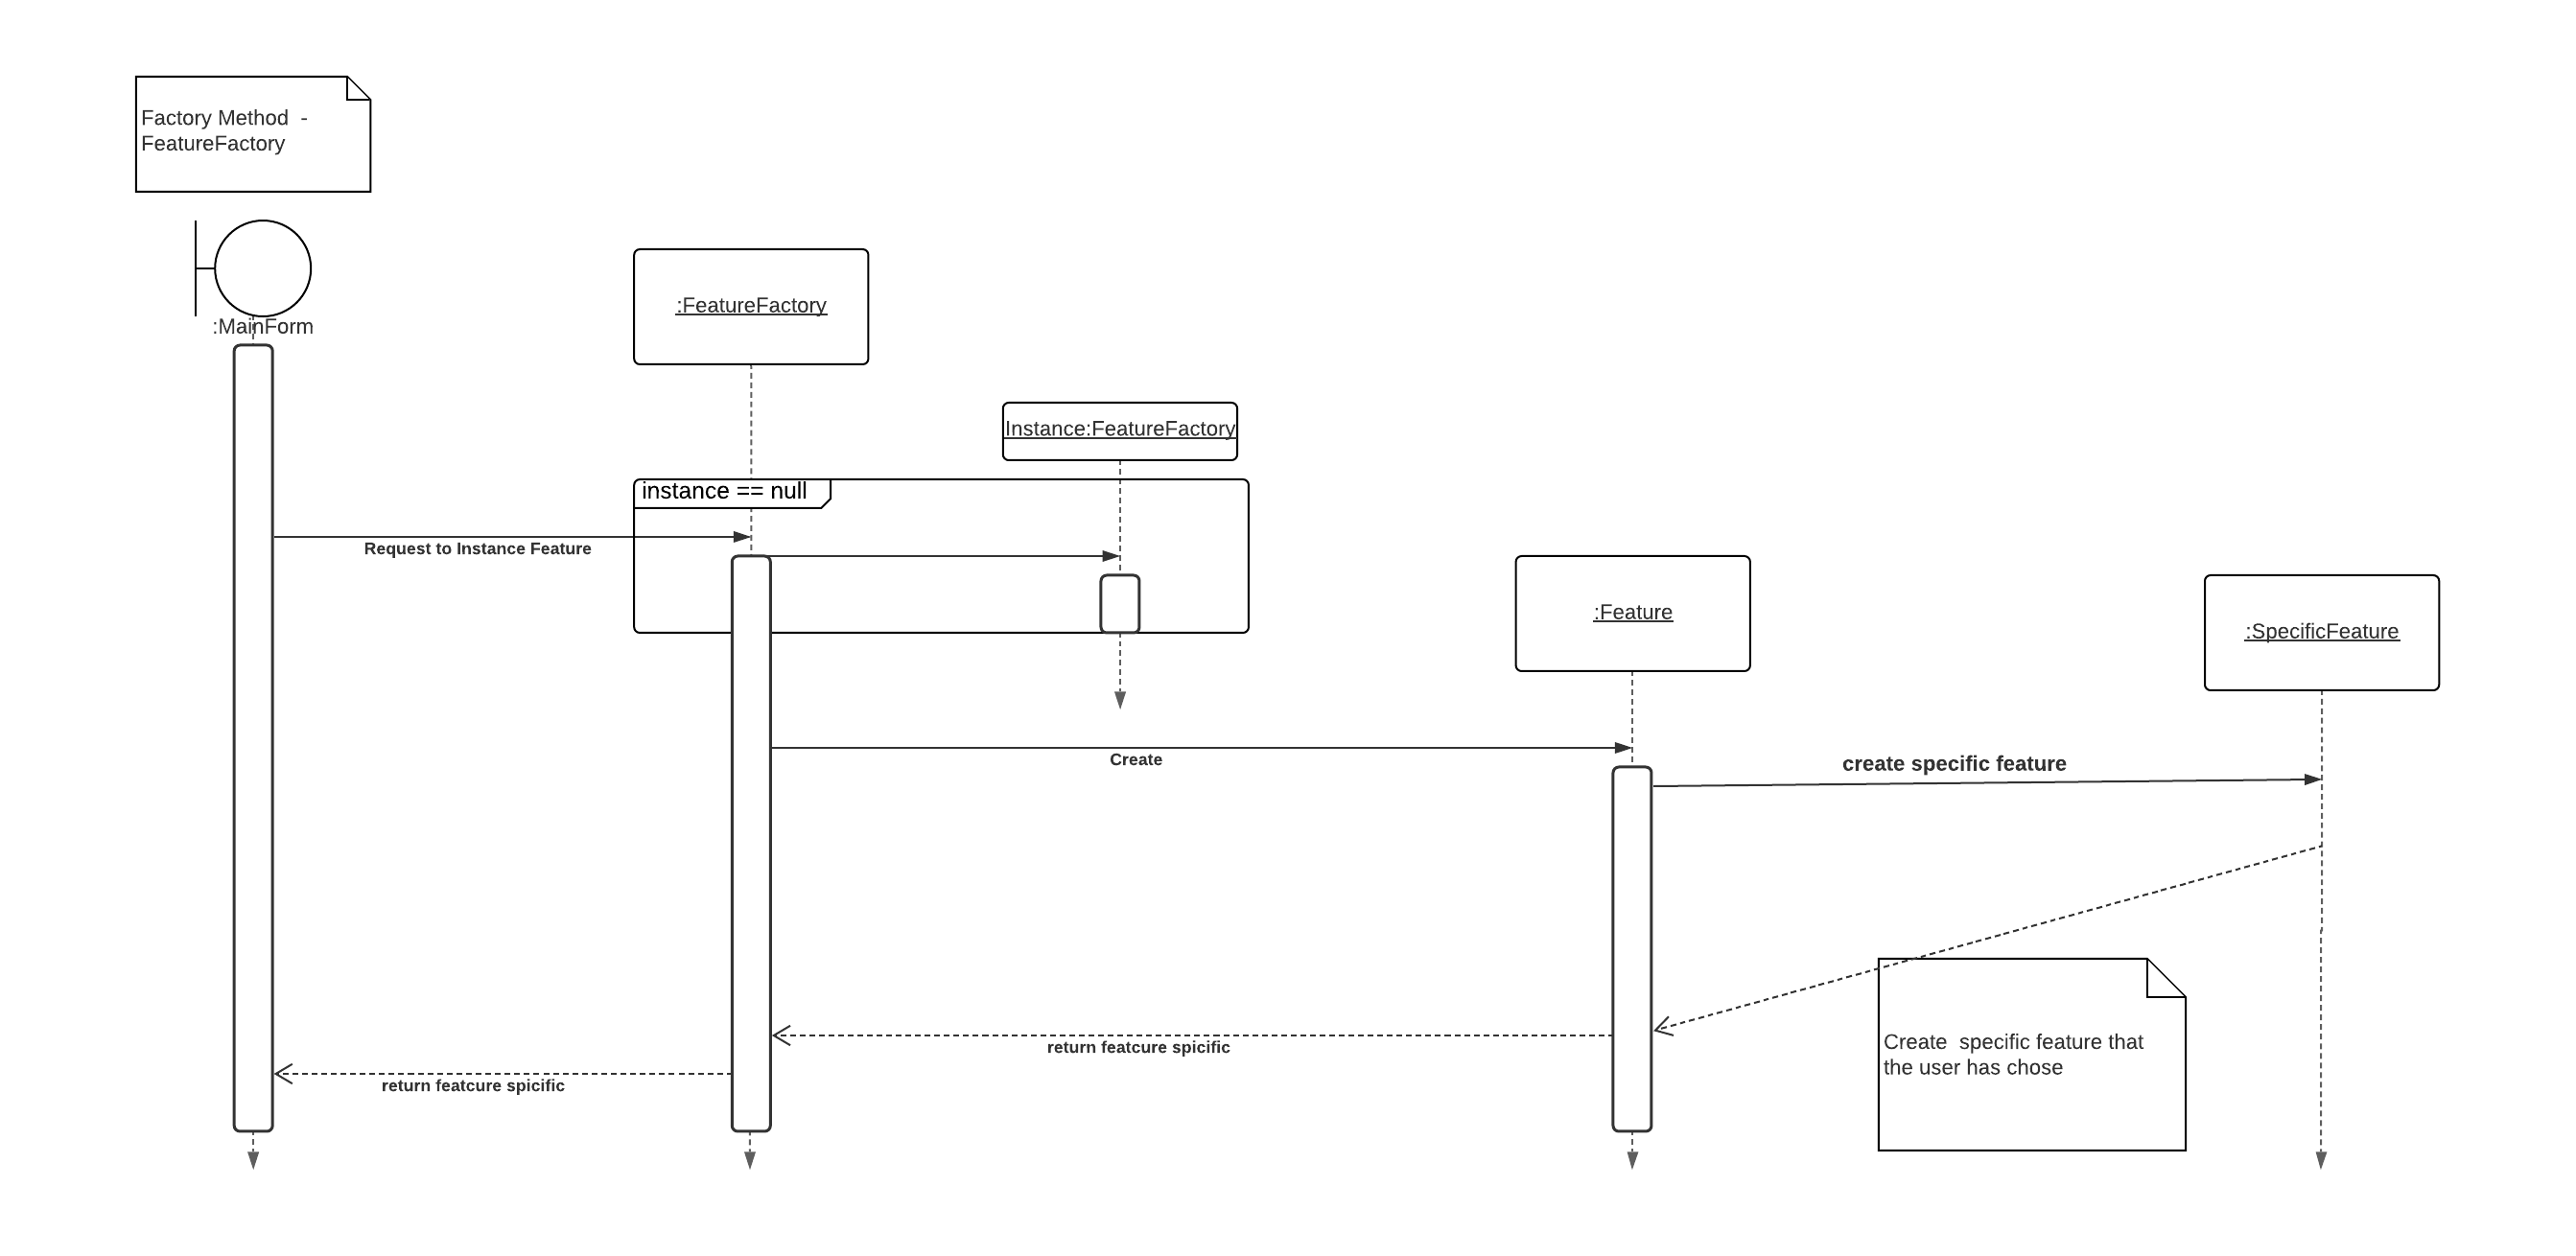 Factory Method  -
FeatureFactory
:MainForm
:FeatureFactory
Instance:FeatureFactory
instance == null
Request to Instance Feature
:Feature
:SpecificFeature
Create
create specific feature
return featcure spicific
return featcure spicific
Create  specific feature that
the user has chose